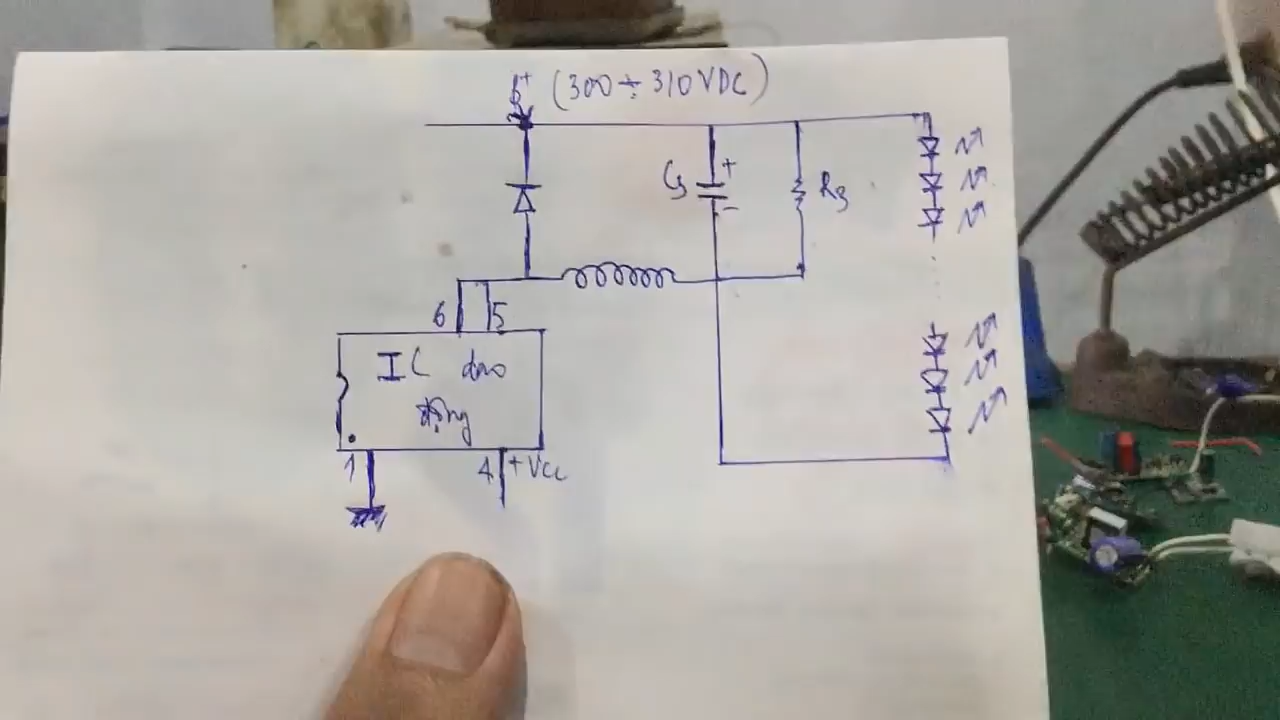 B+ (300 ÷ 310 VDC)
C3 +
-
R3
6 5
IC dao
động
1 4 +Vcc